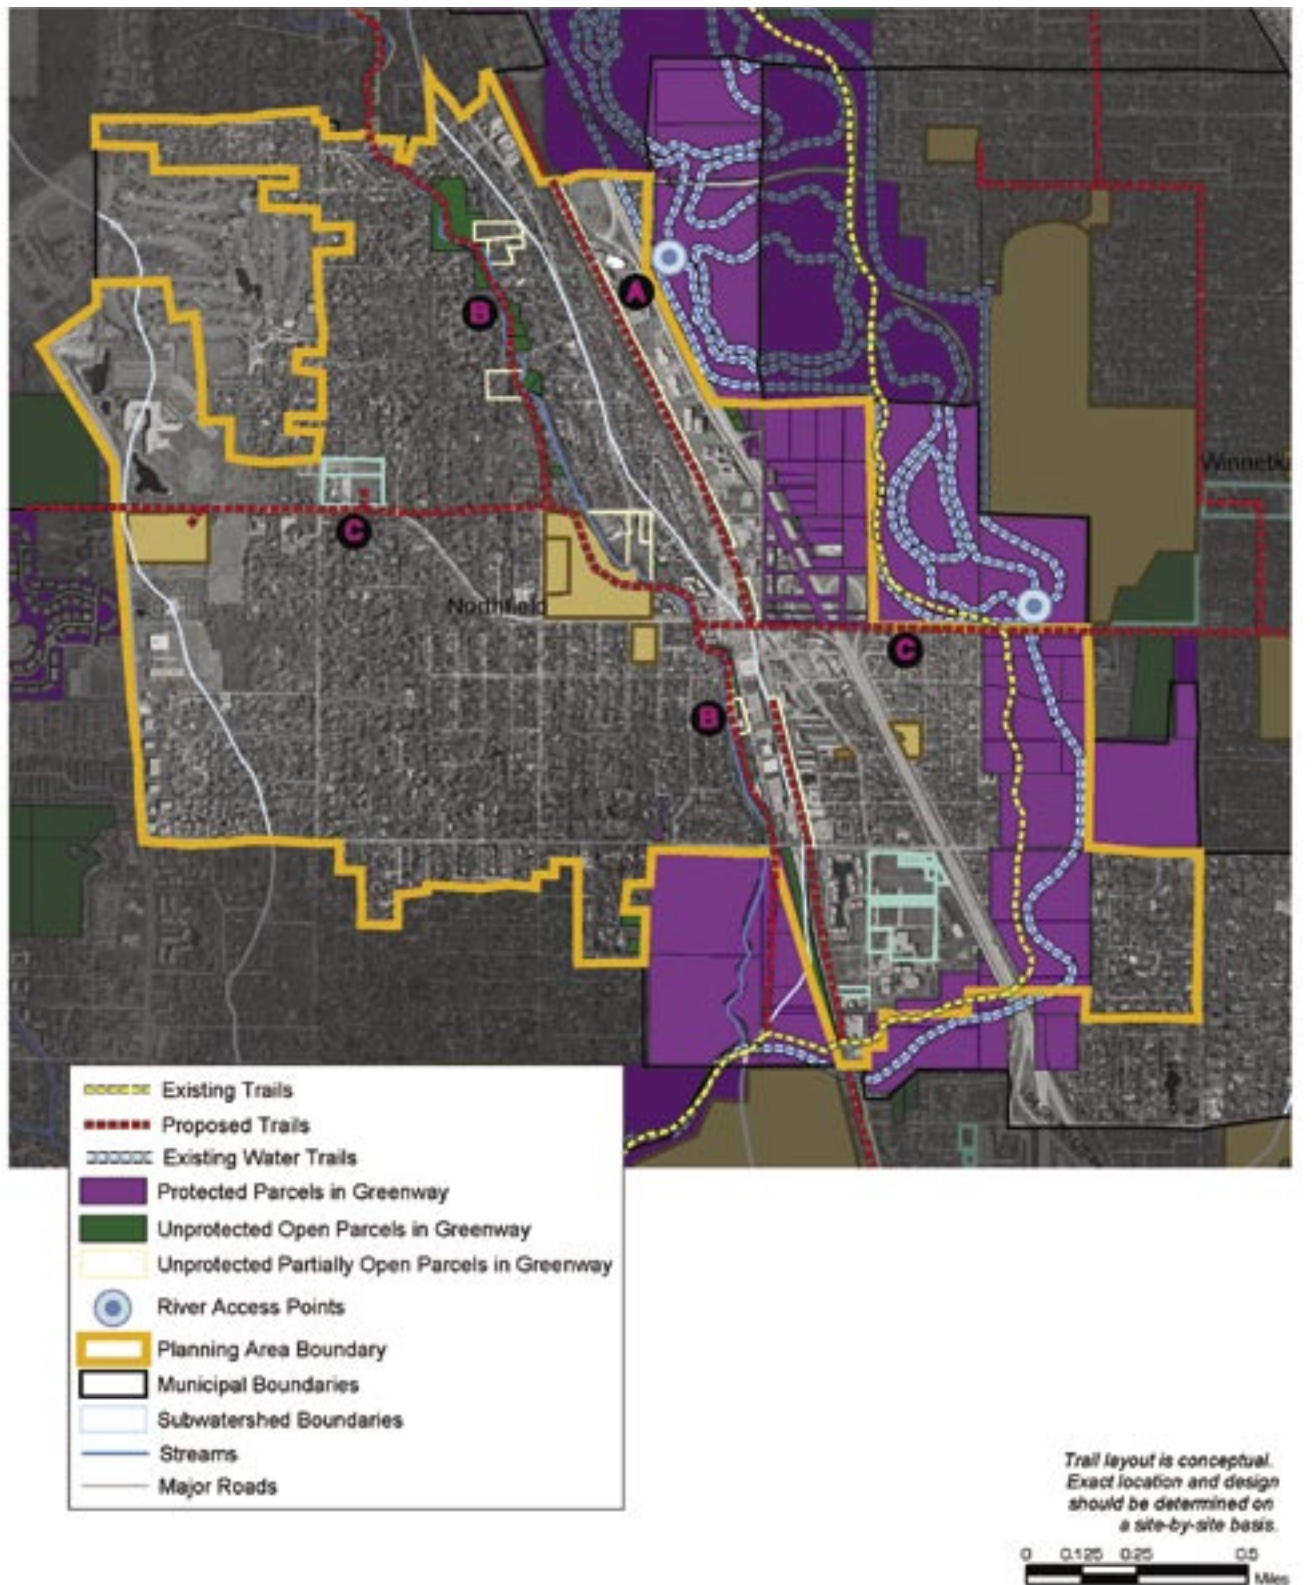 A
B
Winnetka
C
Northfield
C
B
Existing Trails
Proposed Trails
Existing Water Trails
Protected Parcels in Greenway
Unprotected Open Parcels in Greenway
Unprotected Partially Open Parcels in Greenway
River Access Points
Planning Area Boundary
Municipal Boundaries
Subwatershed Boundaries
Streams
Major Roads
Trail layout is conceptual.
Exact location and design
should be determined on
a site-by-site basis.
0 0.125 0.25 0.5
Miles